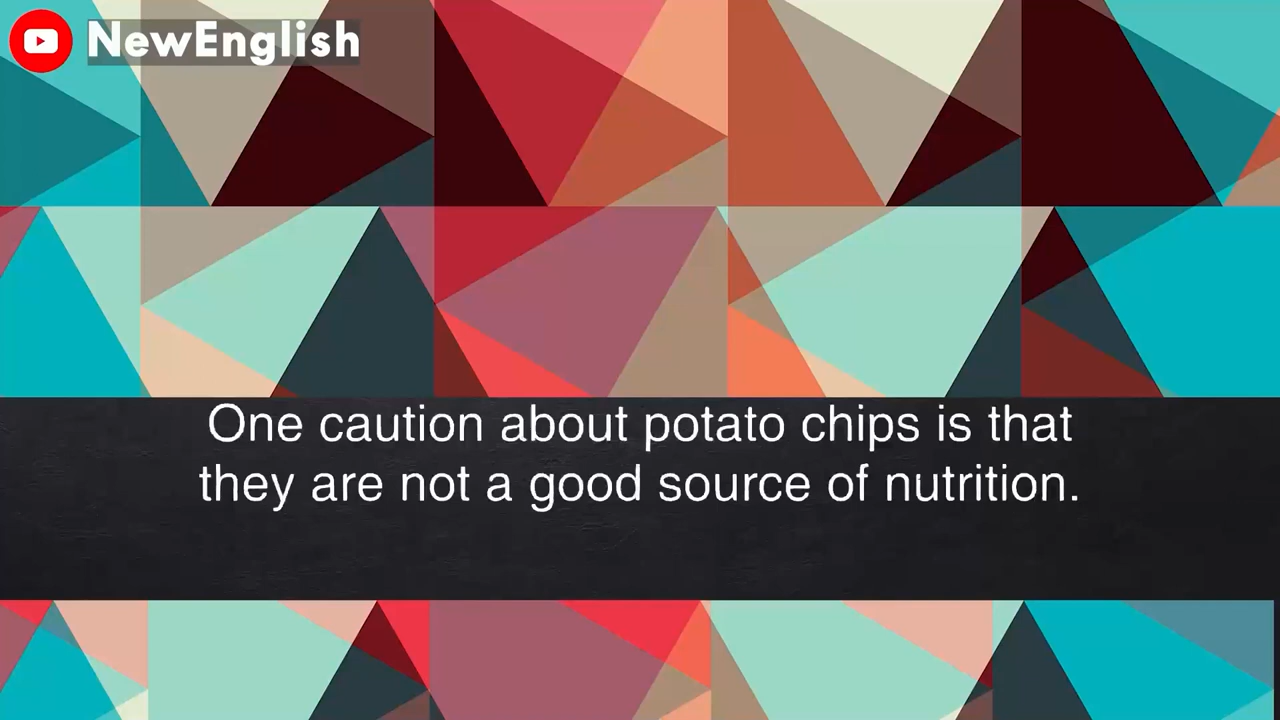 NewEnglish
One caution about potato chips is that
they are not a good source of nutrition.